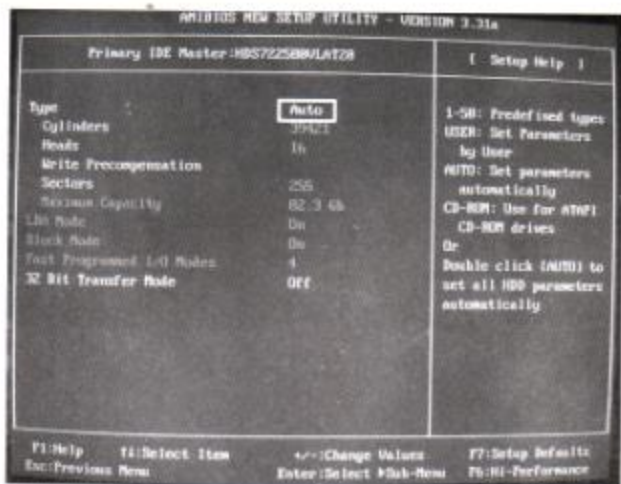 AMIBIOS NEW SETUP UTILITY - VERSION 3.31a
Primary IDE Master:HDS722580VLAT20
[ Setup Help ]
Type Auto
Cylinders 39421
Heads 16
Write Precompensation
Sectors 255
Maximum Capacity 82.3 Gb
LBA Mode On
Block Mode On
Fast Programmed I/O Modes 4
32 Bit Transfer Mode Off
1-50: Predefined types
USER: Set Parameters
by User
AUTO: Set parameters
automatically
CD-ROM: Use for ATAPI
CD-ROM drives
Or
Double click [AUTO] to
set all HDD parameters
automatically
F1:Help ↑↓:Select Item +/-:Change Values F7:Setup Defaults
Esc:Previous Menu Enter:Select ▶Sub-Menu F6:Hi-Performance